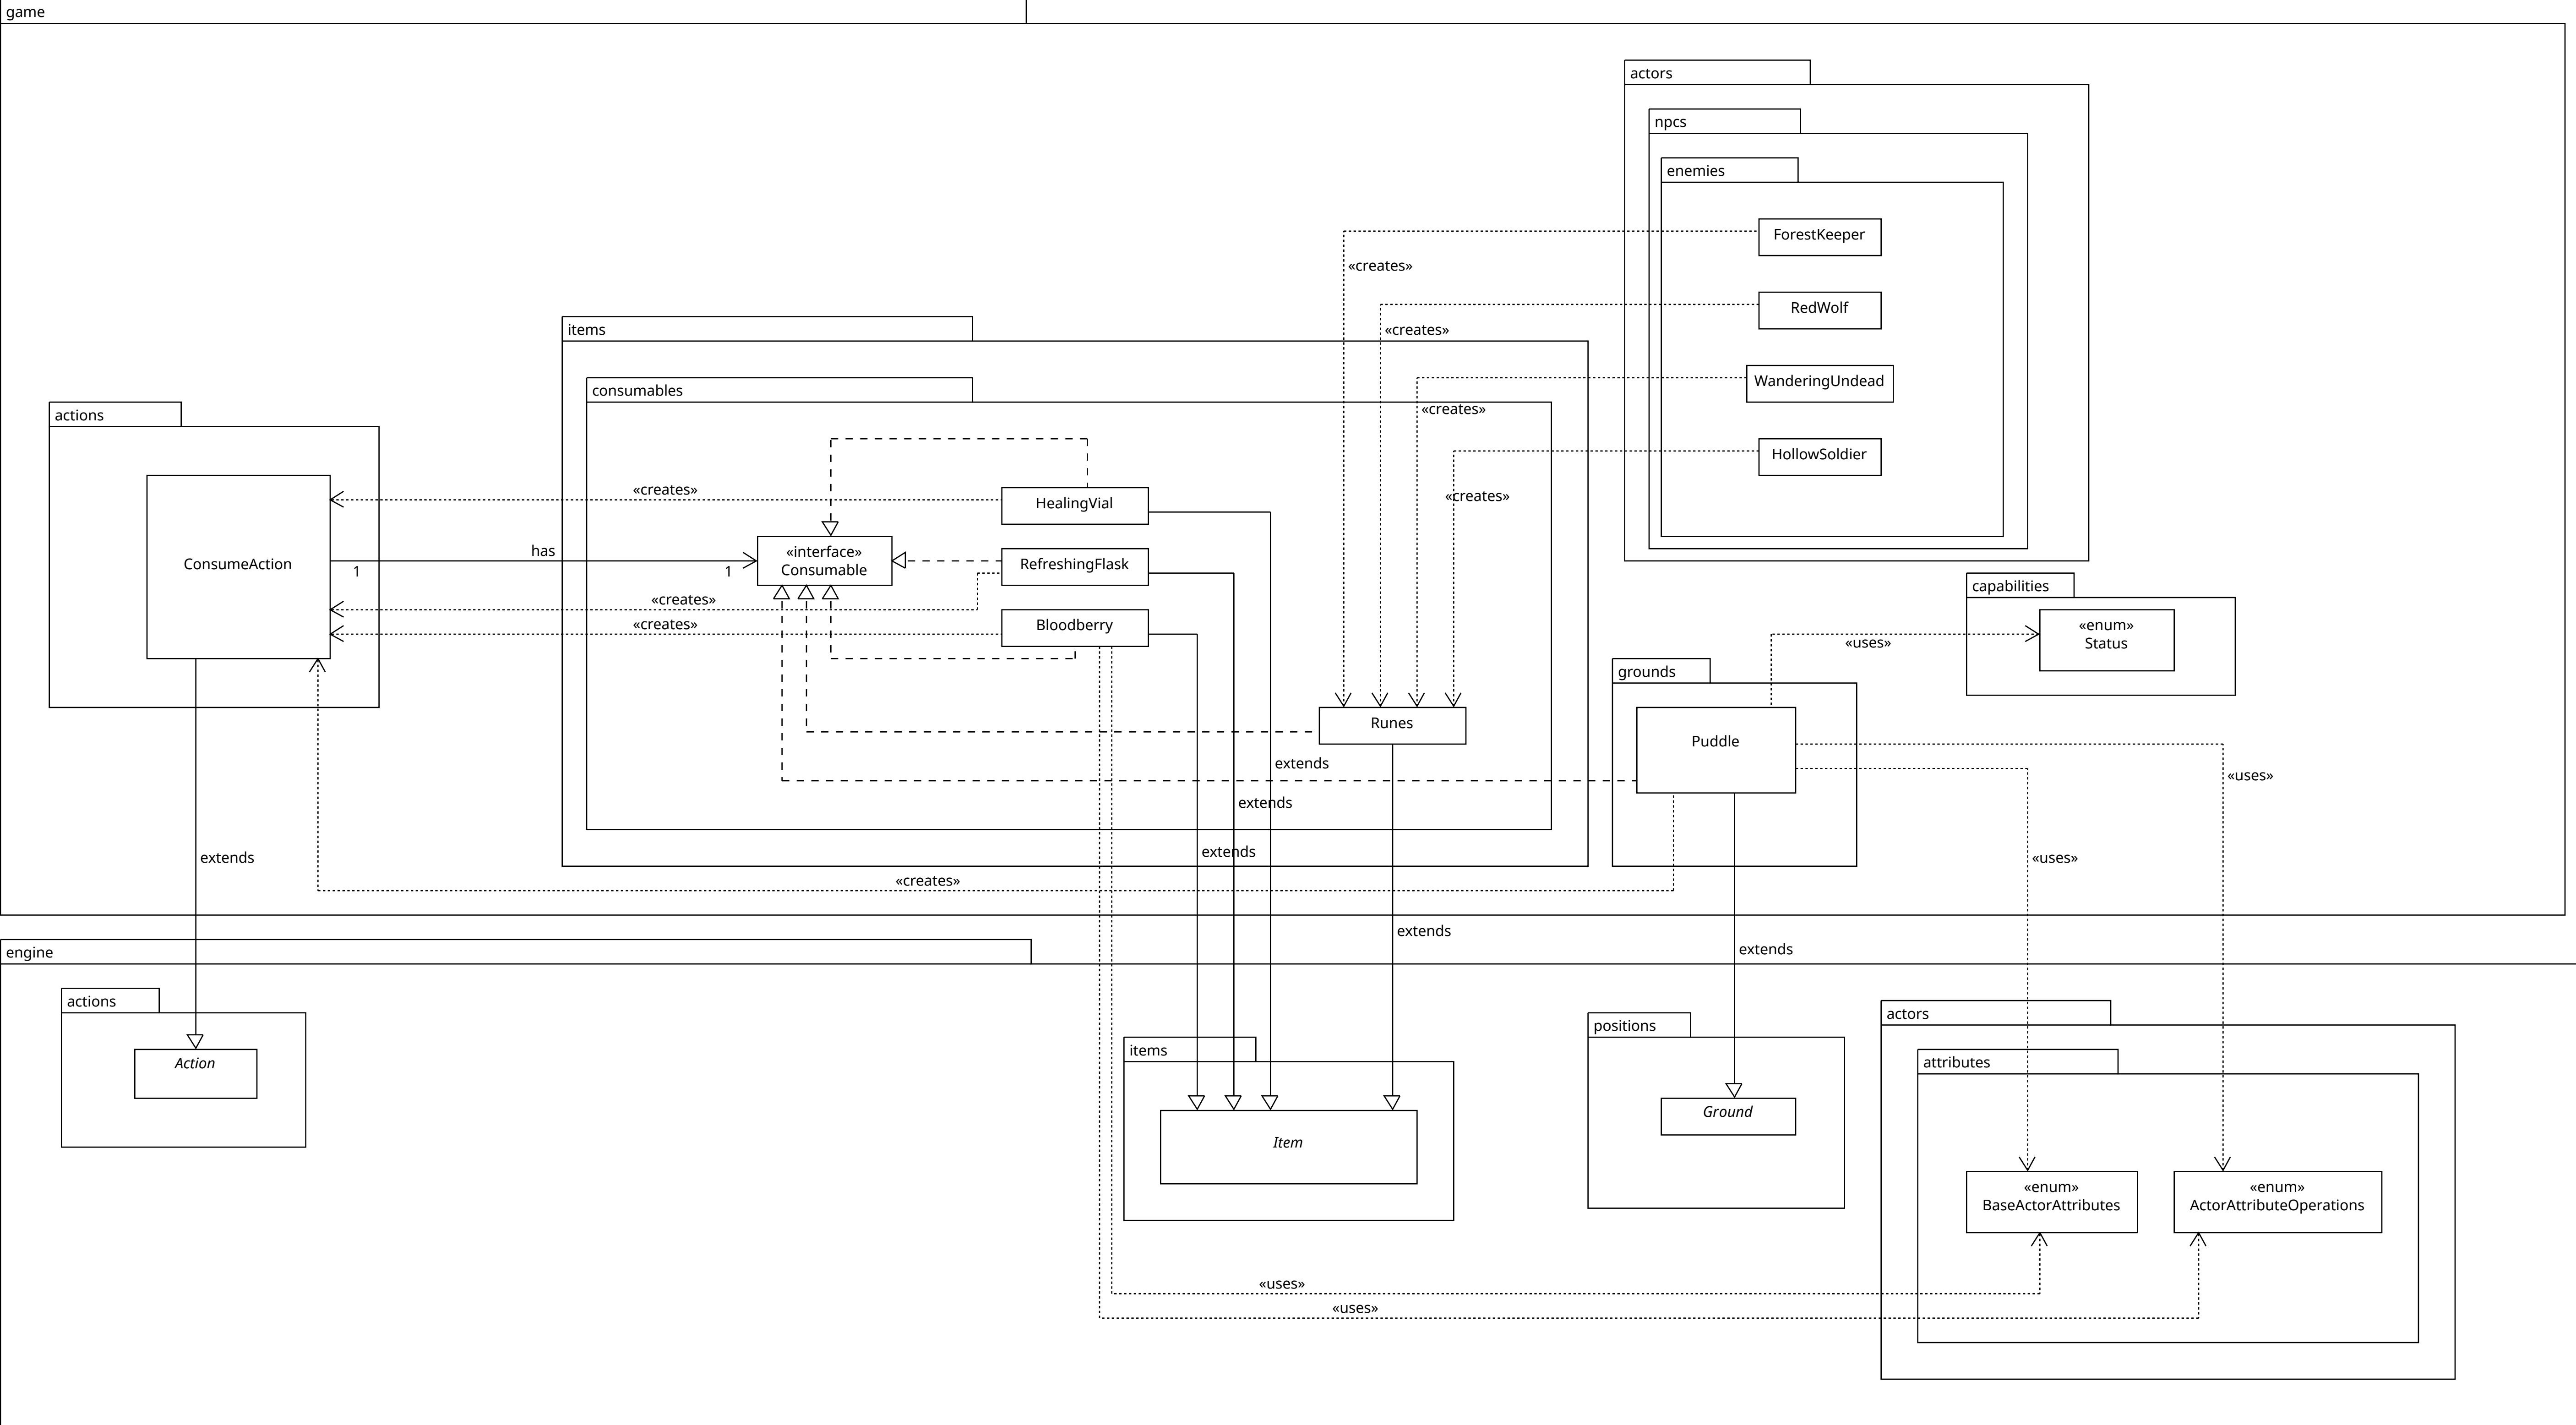 game
actors
npcs
enemies
ForestKeeper
«creates»
RedWolf
«creates»
items
WanderingUndead
consumables
«creates»
actions
HollowSoldier
«creates»
«creates»
HealingVial
has
«interface»
Consumable
1
1
ConsumeAction
RefreshingFlask
capabilities
«creates»
«creates»
Bloodberry
«enum»
Status
«uses»
grounds
Runes
Puddle
extends
«uses»
extends
extends
extends
«uses»
«creates»
extends
extends
engine
actions
actors
positions
items
attributes
Action
Ground
Item
«enum»
BaseActorAttributes
«enum»
ActorAttributeOperations
«uses»
«uses»